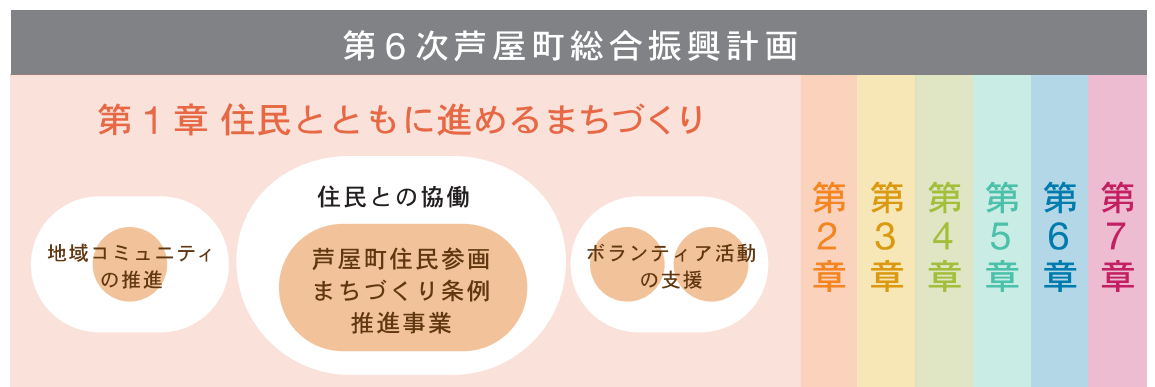 第6次芦屋町総合振興計画
第1章 住民とともに進めるまちづくり
地域コミュニティ
の推進
住民との協働
芦屋町住民参画
まちづくり条例
推進事業
ボランティア活動
の支援
第2章
第3章
第4章
第5章
第6章
第7章